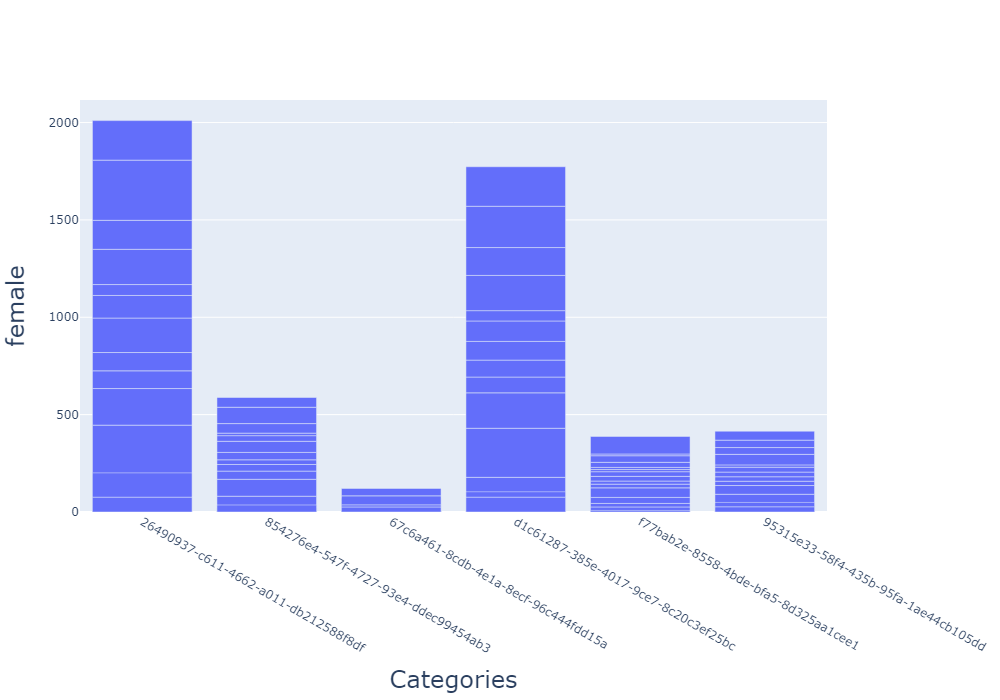 2000
1500
1000
500
0
female
26490937-c611-4662-a011-db212588f8df
854276e4-547f-4727-93e4-ddec99454ab3
67c6a461-8cdb-4e1a-8ecf-96c444fdd15a
d1c61287-385e-4017-9ce7-8c20c3ef25bc
f77bab2e-8558-4bde-bfa5-8d325aa1cee1
95315e33-58f4-435b-95fa-1ae44cb105dd
Categories